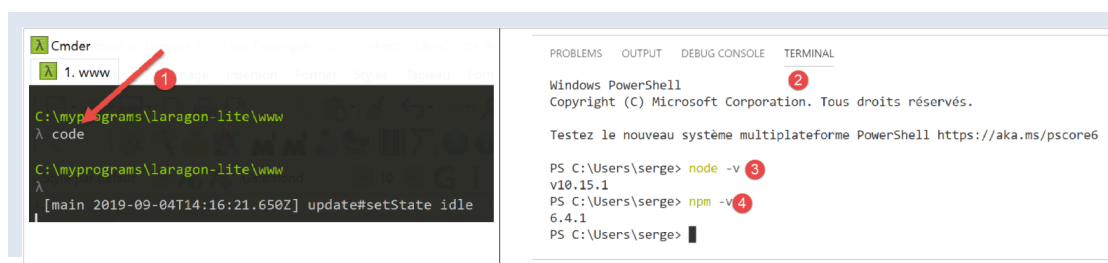 Cmder
1. www
1
C:\myprograms\laragon-lite\www
λ code
C:\myprograms\laragon-lite\www
λ
[main 2019-09-04T14:16:21.650Z] update#setState idle
PROBLEMS OUTPUT DEBUG CONSOLE TERMINAL
2
Windows PowerShell
Copyright (C) Microsoft Corporation. Tous droits réservés.
Testez le nouveau système multiplateforme PowerShell https://aka.ms/pscore6
PS C:\Users\serge> node -v 3
v10.15.1
PS C:\Users\serge> npm -v 4
6.4.1
PS C:\Users\serge>